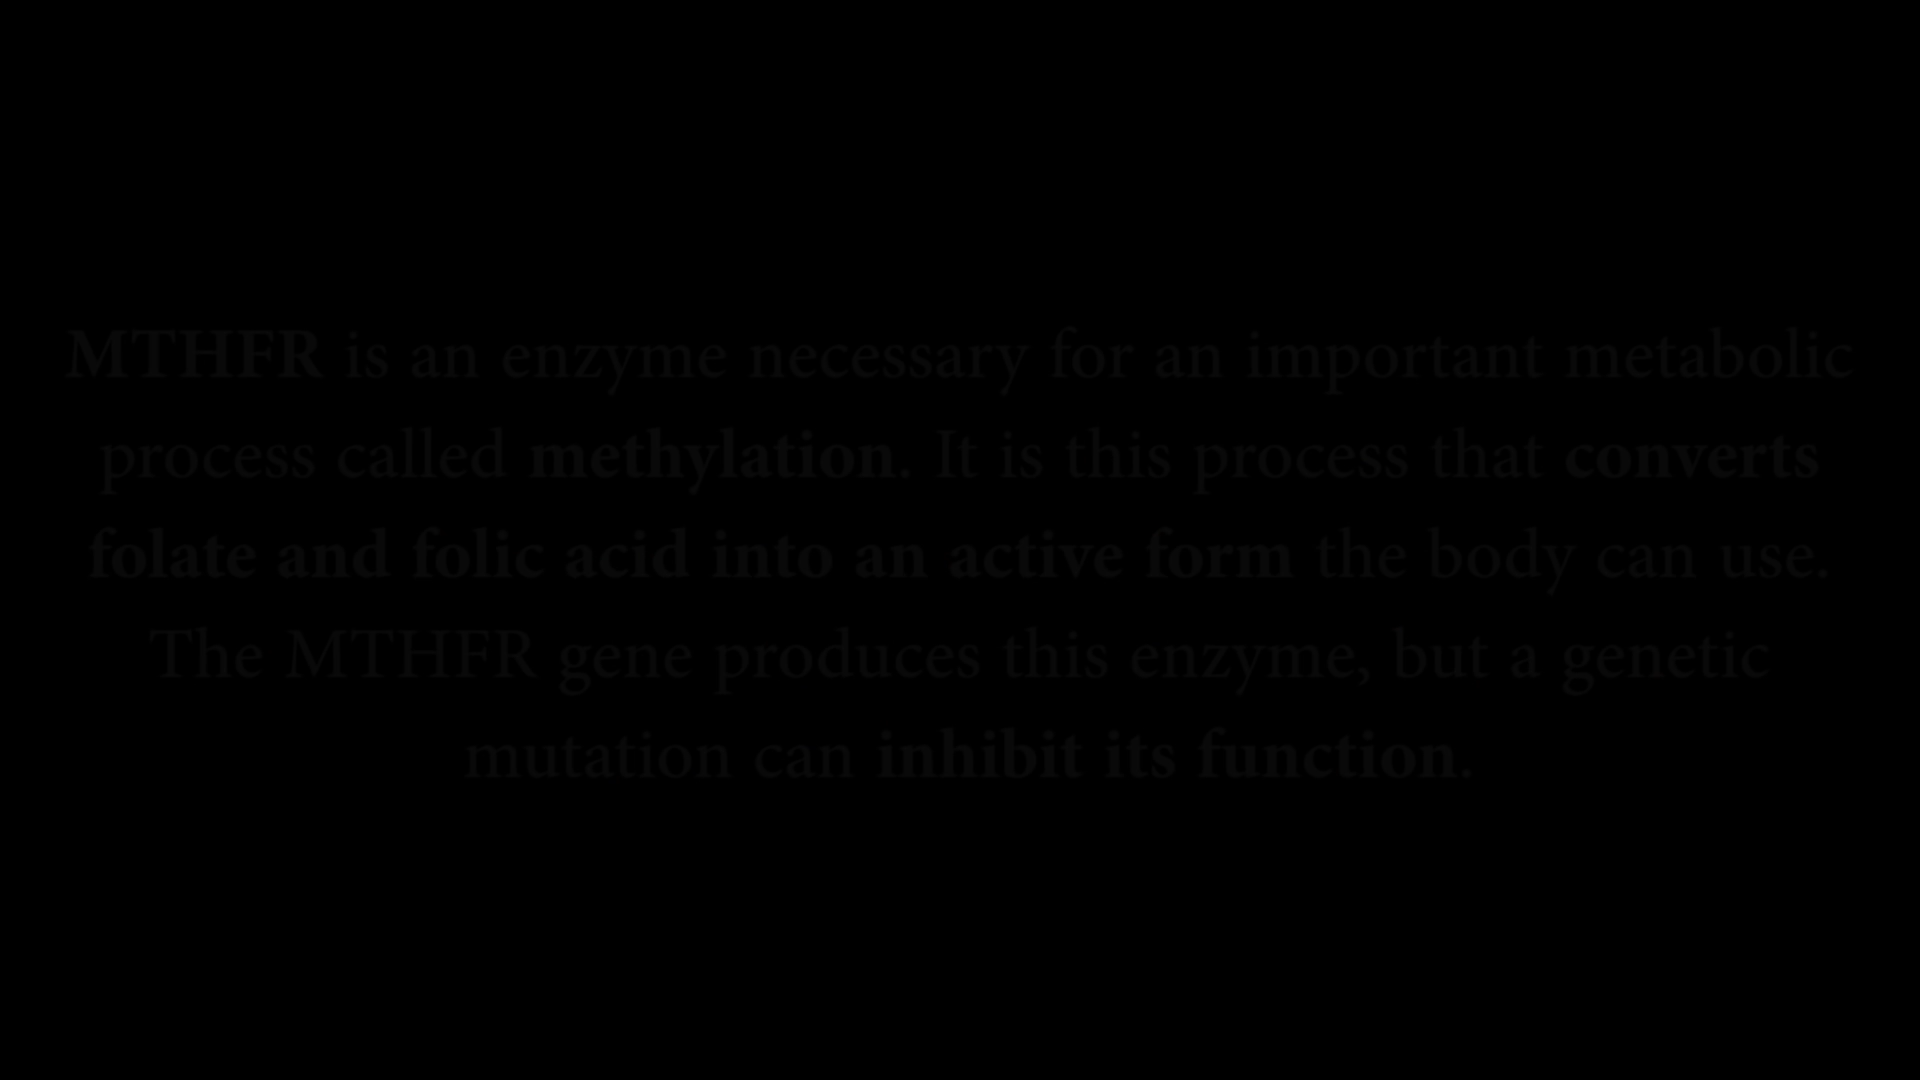 MTHFR is an enzyme necessary for an important metabolic
process called methylation. It is this process that converts
folate and folic acid into an active form the body can use.
The MTHFR gene produces this enzyme, but a genetic
mutation can inhibit its function.